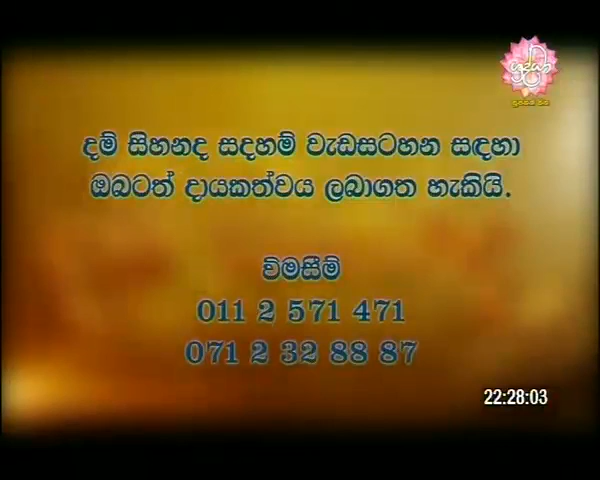 ශ්‍රද්ධා
දම් සිහනද සදහම් වැඩසටහන සඳහා
ඔබටත් දායකත්වය ලබාගත හැකියි.
විමසීම්
011 2 571 471
071 2 32 88 87
22:28:03